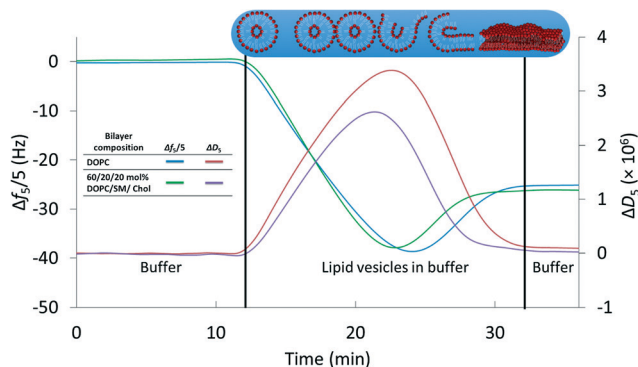 0
-10
-20
-30
-40
-50
Δf5/5 (Hz)
Bilayer composition Δf5/5 ΔD5
DOPC
60/20/20 mol%
DOPC/SM/ Chol
Buffer
Lipid vesicles in buffer
Buffer
0 10 20 30
Time (min)
4
3
2
1
0
-1
ΔD5 (× 10⁶)